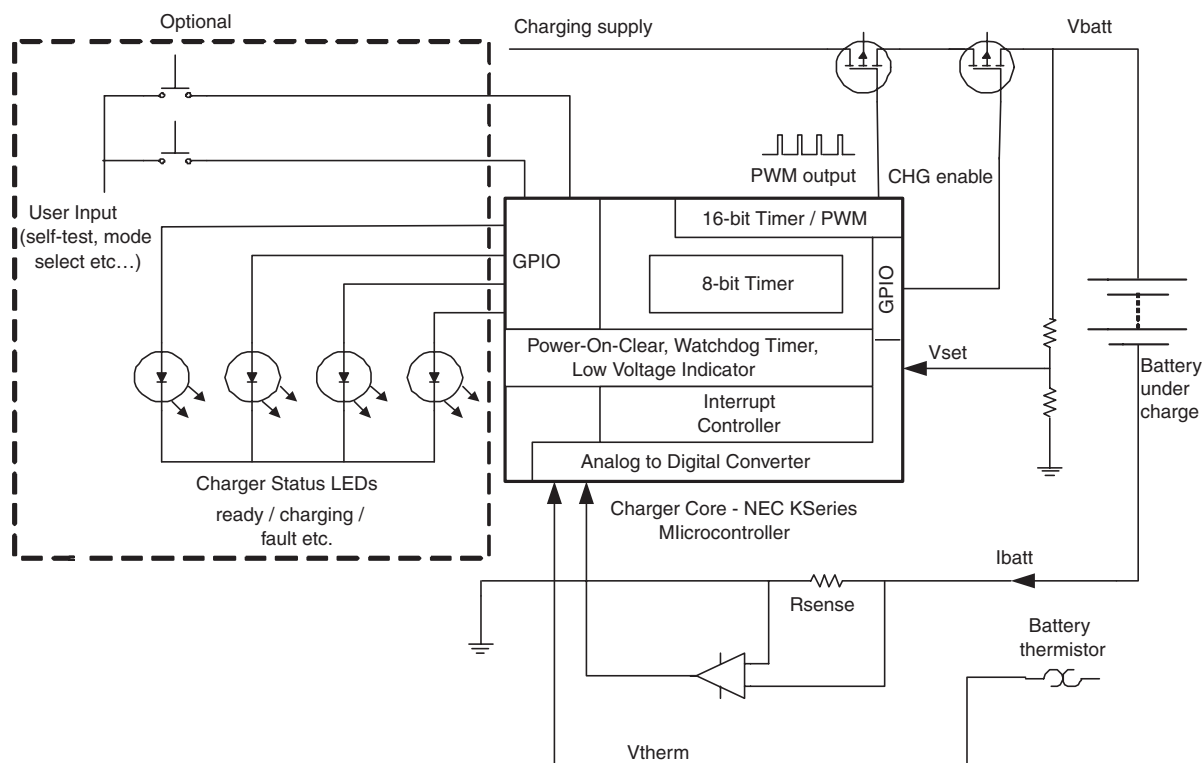 Optional
Charging supply
Vbatt
PWM output
CHG enable
User Input
(self-test, mode
select etc…)
16-bit Timer / PWM
GPIO
8-bit Timer
GPIO
Power-On-Clear, Watchdog Timer,
Low Voltage Indicator
Vset
Battery
under
charge
Interrupt
Controller
Analog to Digital Converter
Charger Status LEDs
ready / charging /
fault etc.
Charger Core - NEC KSeries
MIicrocontroller
Ibatt
Rsense
Battery
thermistor
Vtherm